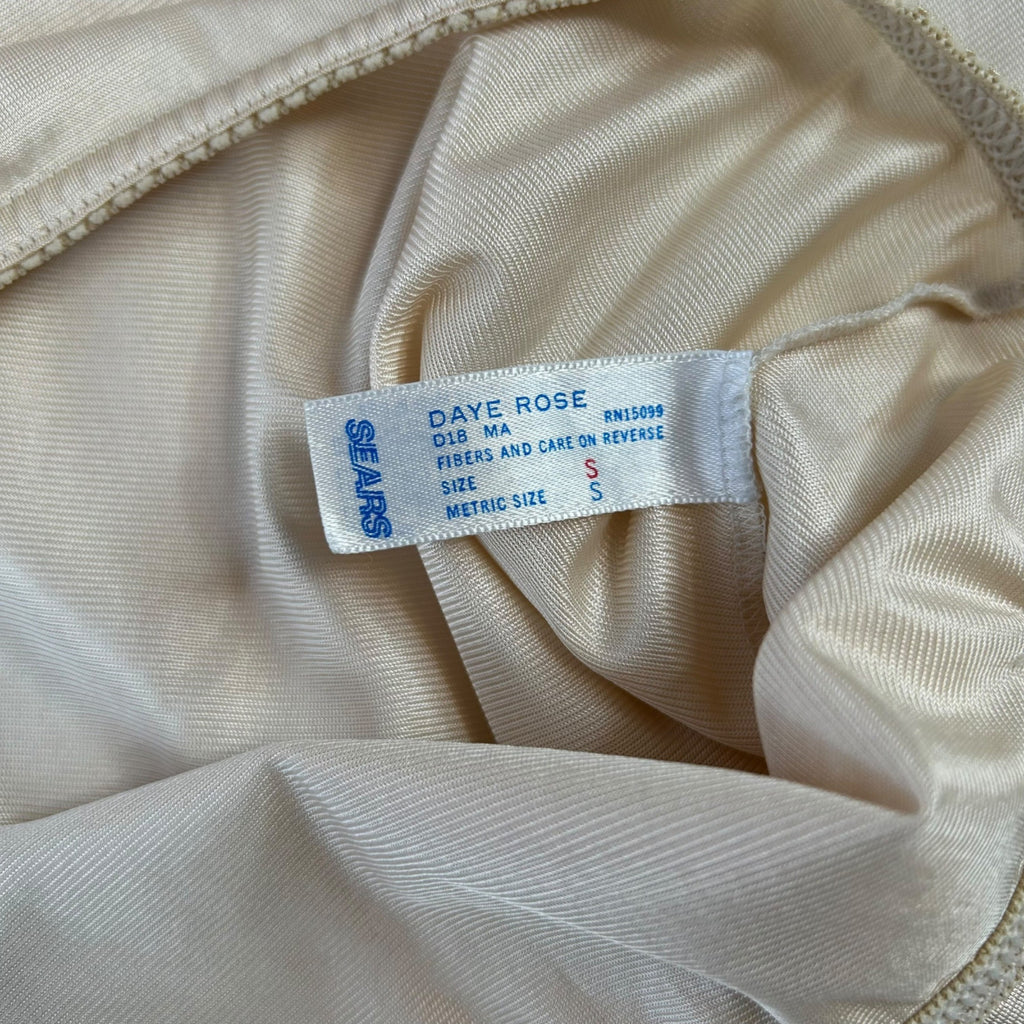 SEARS
DAYE ROSE
D18 MA RN15099
FIBERS AND CARE ON REVERSE
SIZE S
METRIC SIZE S